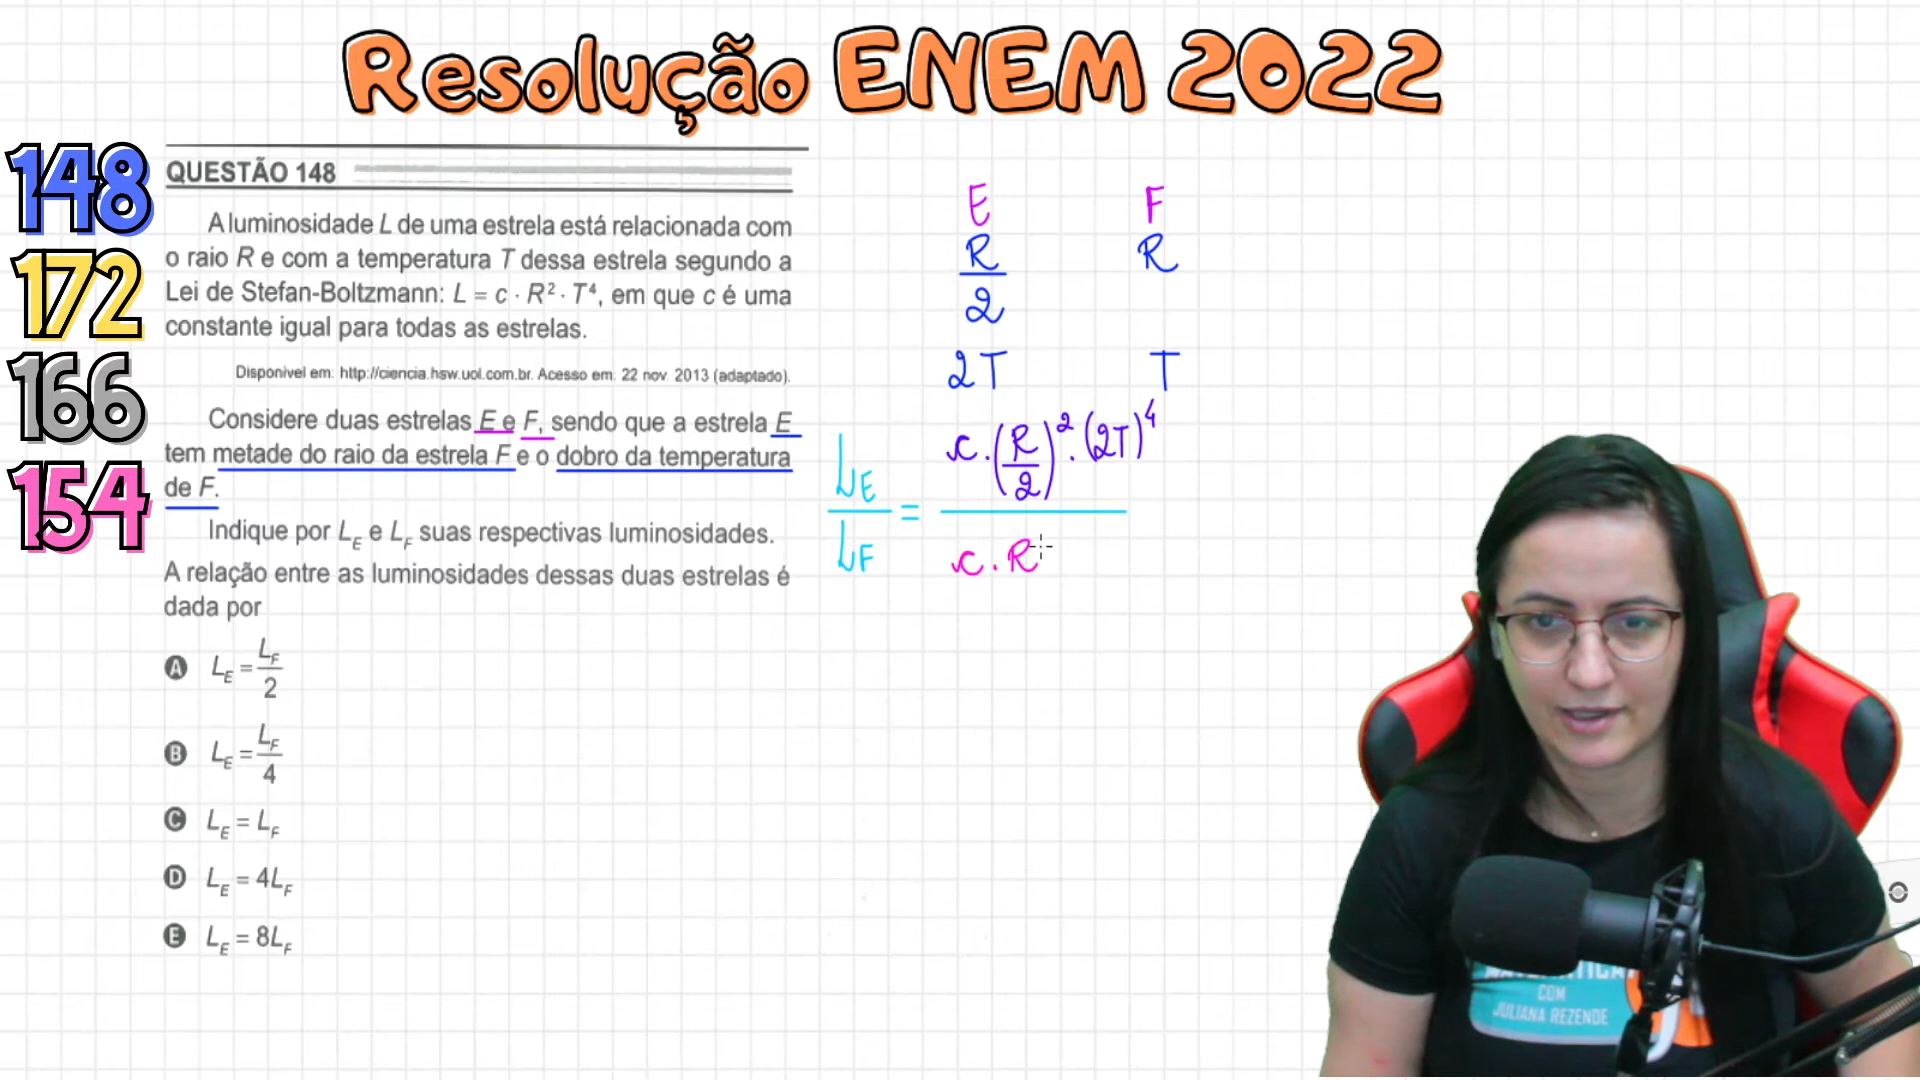 Resolução ENEM 2022
148
172
166
154
QUESTÃO 148
A luminosidade L de uma estrela está relacionada com
o raio R e com a temperatura T dessa estrela segundo a
Lei de Stefan-Boltzmann: L = c · R² · T⁴, em que c é uma
constante igual para todas as estrelas.
Disponível em: http://ciencia.hsw.uol.com.br. Acesso em: 22 nov. 2013 (adaptado).
Considere duas estrelas E e F, sendo que a estrela E
tem metade do raio da estrela F e o dobro da temperatura
de F.
Indique por L_E e L_F suas respectivas luminosidades.
A relação entre as luminosidades dessas duas estrelas é
dada por
A L_E = L_F/2
B L_E = L_F/4
C L_E = L_F
D L_E = 4L_F
E L_E = 8L_F
E F
R/2 R
2T T
L_E/L_F = c.(R/2)².(2T)⁴
c.R
COM
JULIANA REZENDE